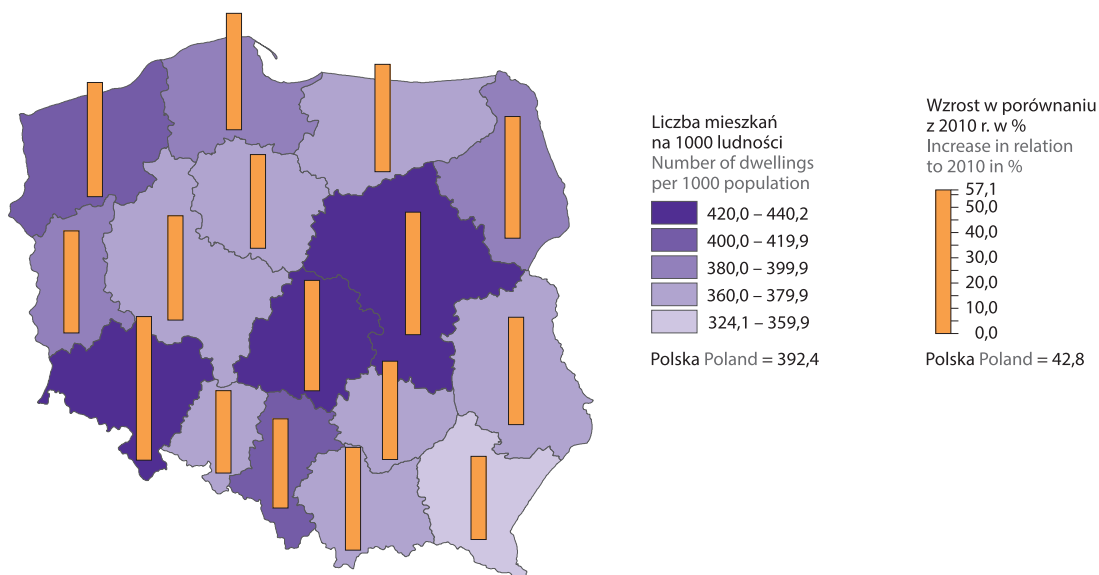 Liczba mieszkań
na 1000 ludności
Number of dwellings
per 1000 population
420,0 – 440,2
400,0 – 419,9
380,0 – 399,9
360,0 – 379,9
324,1 – 359,9
Polska Poland = 392,4
Wzrost w porównaniu
z 2010 r. w %
Increase in relation
to 2010 in %
57,1
50,0
40,0
30,0
20,0
10,0
0,0
Polska Poland = 42,8